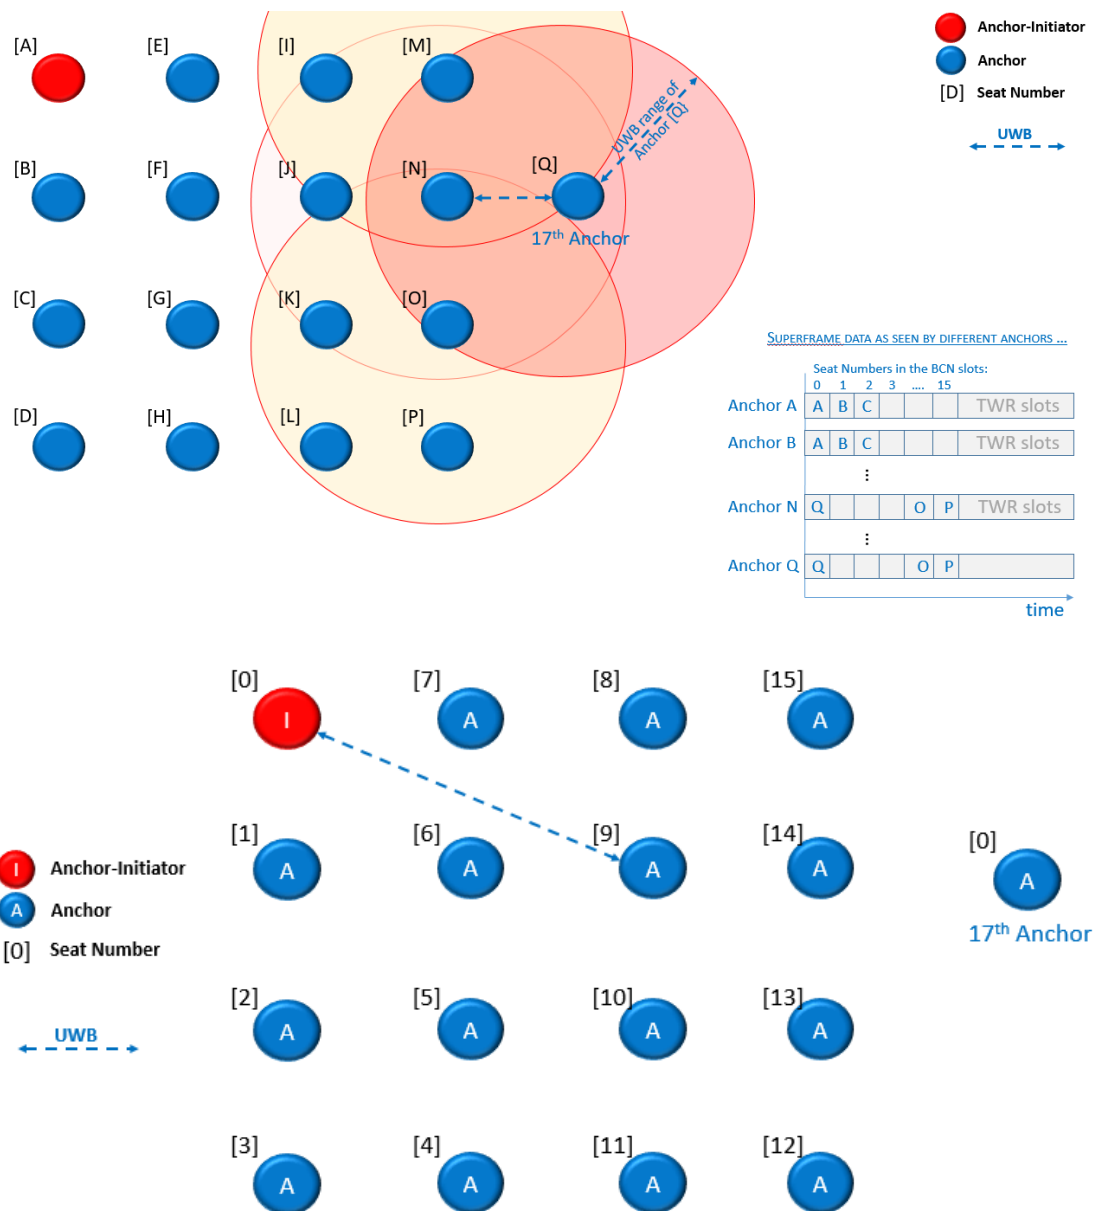 [A] [E] [I] [M]
Anchor-Initiator
Anchor
[D] Seat Number
UWB
UWB range of
Anchor [Q]
[B] [F] [J] [N] [Q]
17th Anchor
[C] [G] [K] [O]
[D] [H] [L] [P]
SUPERFRAME DATA AS SEEN BY DIFFERENT ANCHORS ...
Seat Numbers in the BCN slots:
0 1 2 3 .... 15
Anchor A A B C TWR slots
Anchor B A B C TWR slots
⋮
Anchor N Q O P TWR slots
⋮
Anchor Q Q O P
time
[0] [7] [8] [15]
I A A A
[1] [6] [9] [14] [0]
A A A A A
17th Anchor
I Anchor-Initiator
A Anchor
[0] Seat Number
[2] [5] [10] [13]
A A A A
UWB
[3] [4] [11] [12]
A A A A